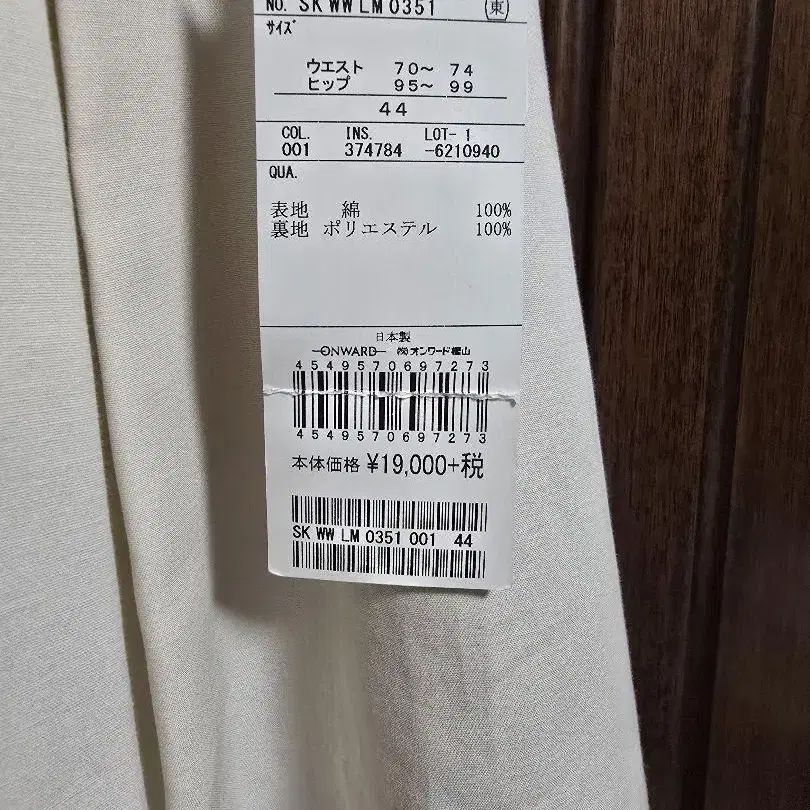 NO. SK WW LM 0351 東
サイズ
ウエスト 70～ 74
ヒップ 95～ 99
44
COL. INS. LOT- 1
001 374784 -6210940
QUA.
表地 綿 100%
裏地 ポリエステル 100%
日本製
ONWARD ㈱オンワード樫山
4549570697273
4549570697273
本体価格 ¥19,000+税
SK WW LM 0351 001 44